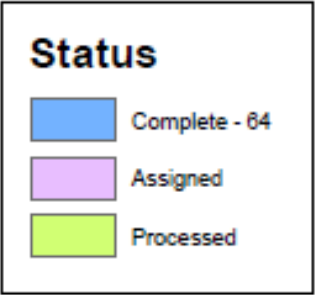 Status
Complete - 64
Assigned
Processed